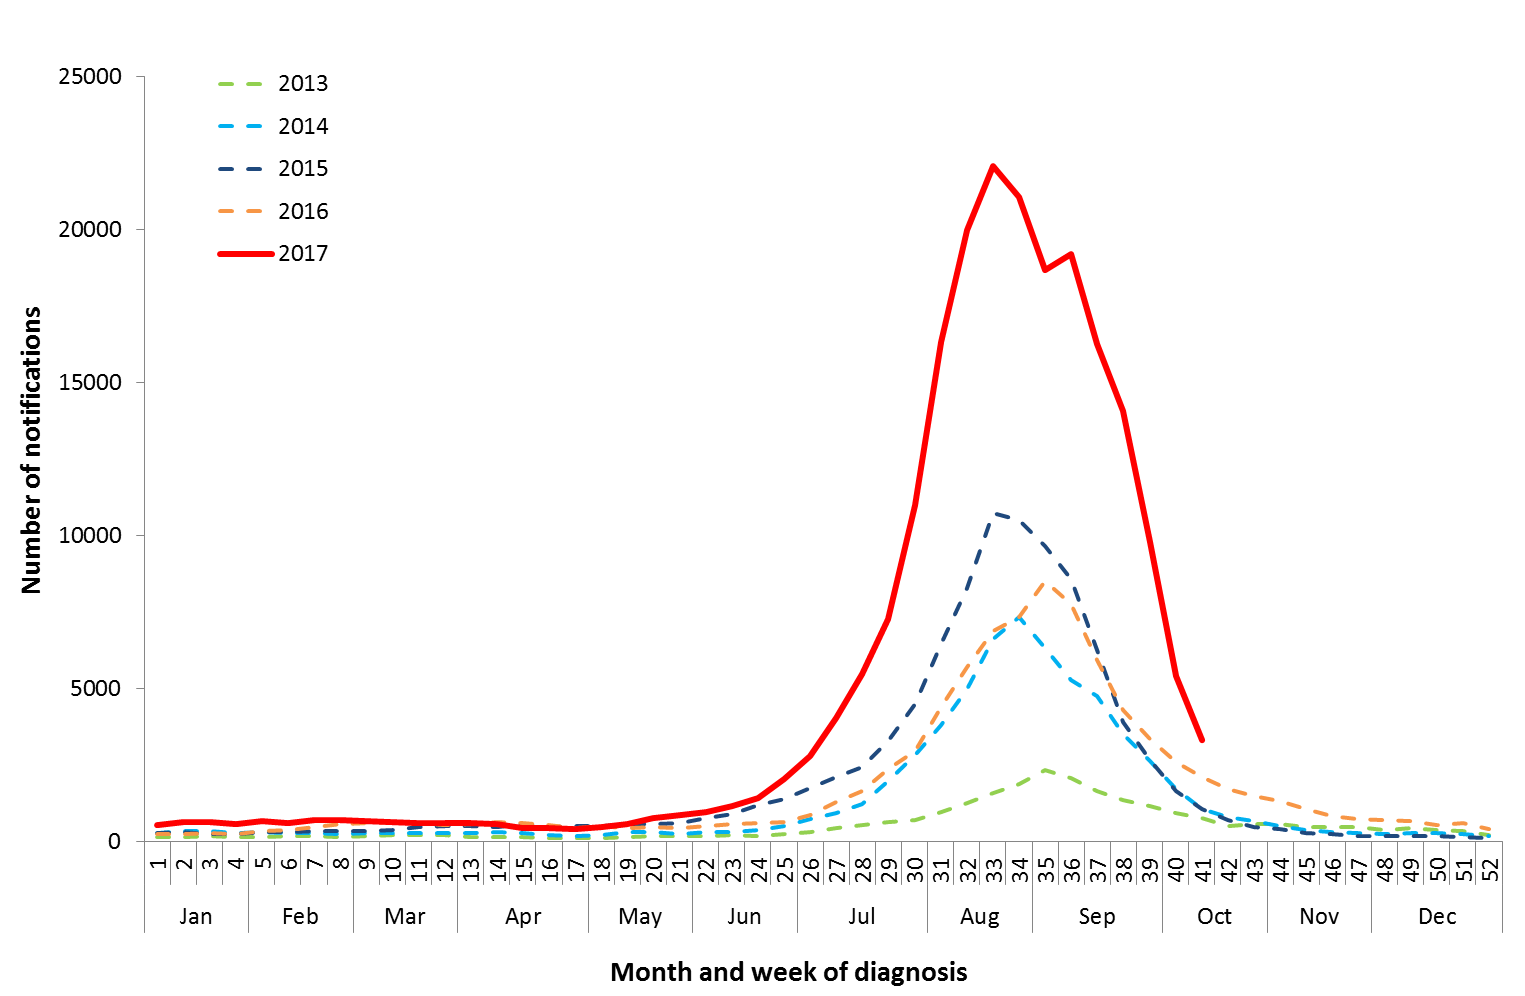 25000
20000
15000
10000
5000
0
Number of notifications
2013
2014
2015
2016
2017
1 2 3 4 5 6 7 8 9 10 11 12 13 14 15 16 17 18 19 20 21 22 23 24 25 26 27 28 29 30 31 32 33 34 35 36 37 38 39 40 41 42 43 44 45 46 47 48 49 50 51 52
Jan Feb Mar Apr May Jun Jul Aug Sep Oct Nov Dec
Month and week of diagnosis